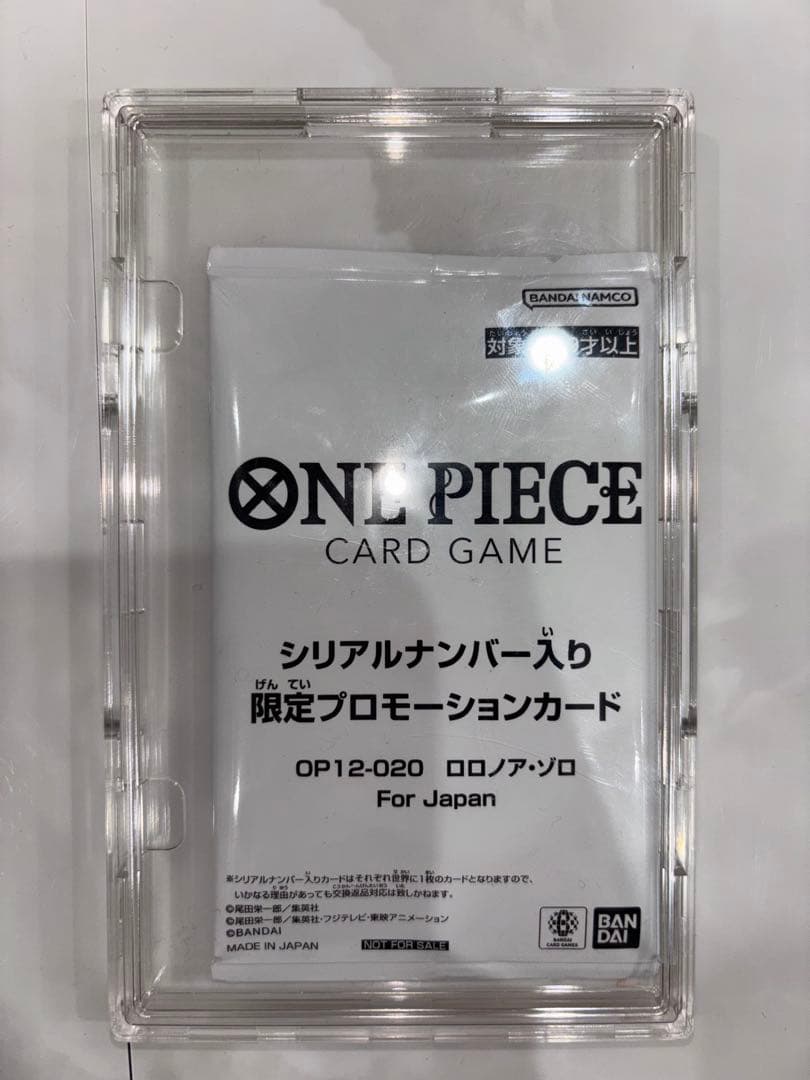 BANDAI NAMCO
対象 才以上
ONE PIECE
CARD GAME
シリアルナンバー入り
限定プロモーションカード
OP12-020 ロロノア・ゾロ
For Japan
※シリアルナンバー入りカードはそれぞれ世界に1枚のカードとなりますので、
いかなる理由があっても交換返品対応は致しかねます。
©尾田栄一郎／集英社
©尾田栄一郎／集英社・フジテレビ・東映アニメーション
©BANDAI
MADE IN JAPAN NOT FOR SALE
BANDAI
CARD GAMES
BAN
DAI